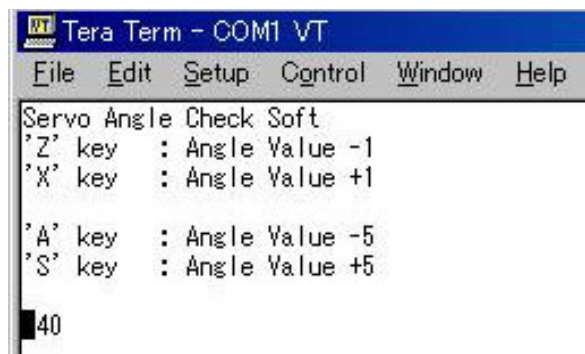 Tera Term - COM1 VT
File Edit Setup Control Window Help
Servo Angle Check Soft
'Z' key : Angle Value -1
'X' key : Angle Value +1
'A' key : Angle Value -5
'S' key : Angle Value +5
40